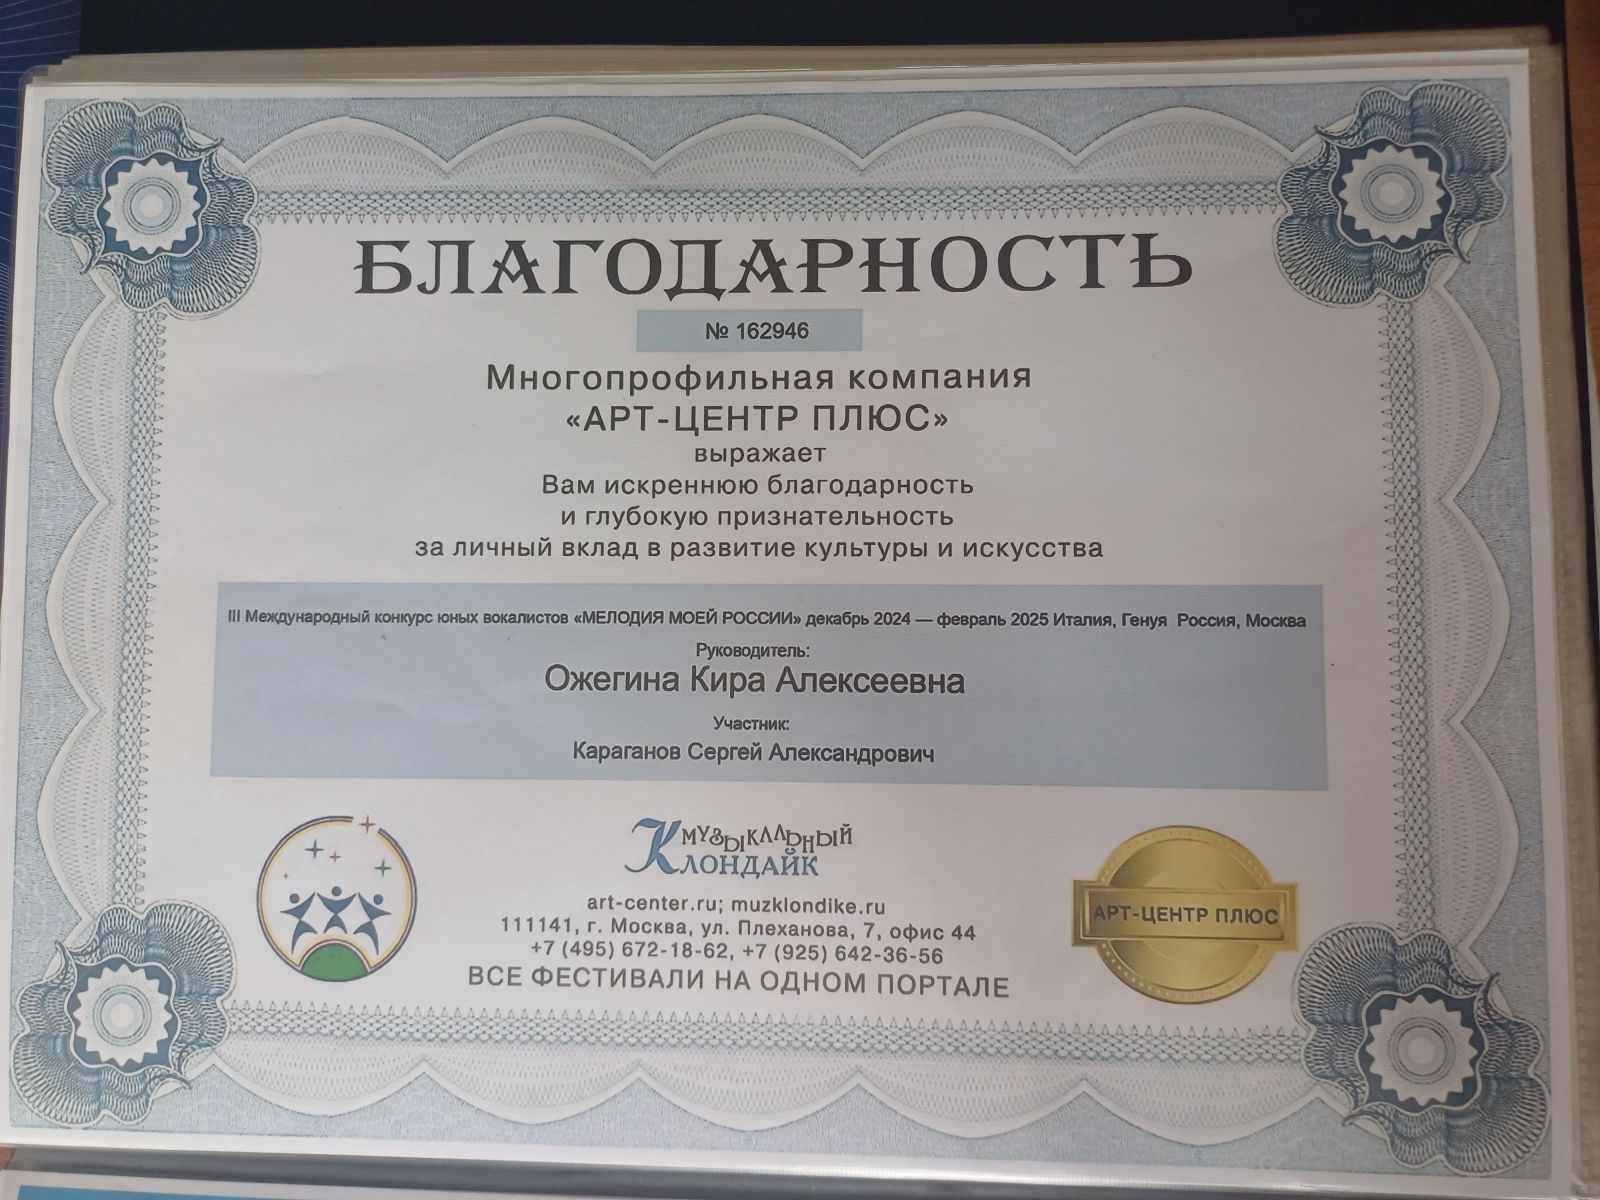 БЛАГОДАРНОСТЬ
№ 162946
Многопрофильная компания
«АРТ-ЦЕНТР ПЛЮС»
выражает
Вам искреннюю благодарность
и глубокую признательность
за личный вклад в развитие культуры и искусства
III Международный конкурс юных вокалистов «МЕЛОДИЯ МОЕЙ РОССИИ» декабрь 2024 — февраль 2025 Италия, Генуя Россия, Москва
Руководитель:
Ожегина Кира Алексеевна
Участник:
Караганов Сергей Александрович
МУЗЫКАЛЬНЫЙ
КЛОНДАЙК
art-center.ru; muzklondike.ru
111141, г. Москва, ул. Плеханова, 7, офис 44
+7 (495) 672-18-62, +7 (925) 642-36-56
ВСЕ ФЕСТИВАЛИ НА ОДНОМ ПОРТАЛЕ
АРТ-ЦЕНТР ПЛЮС